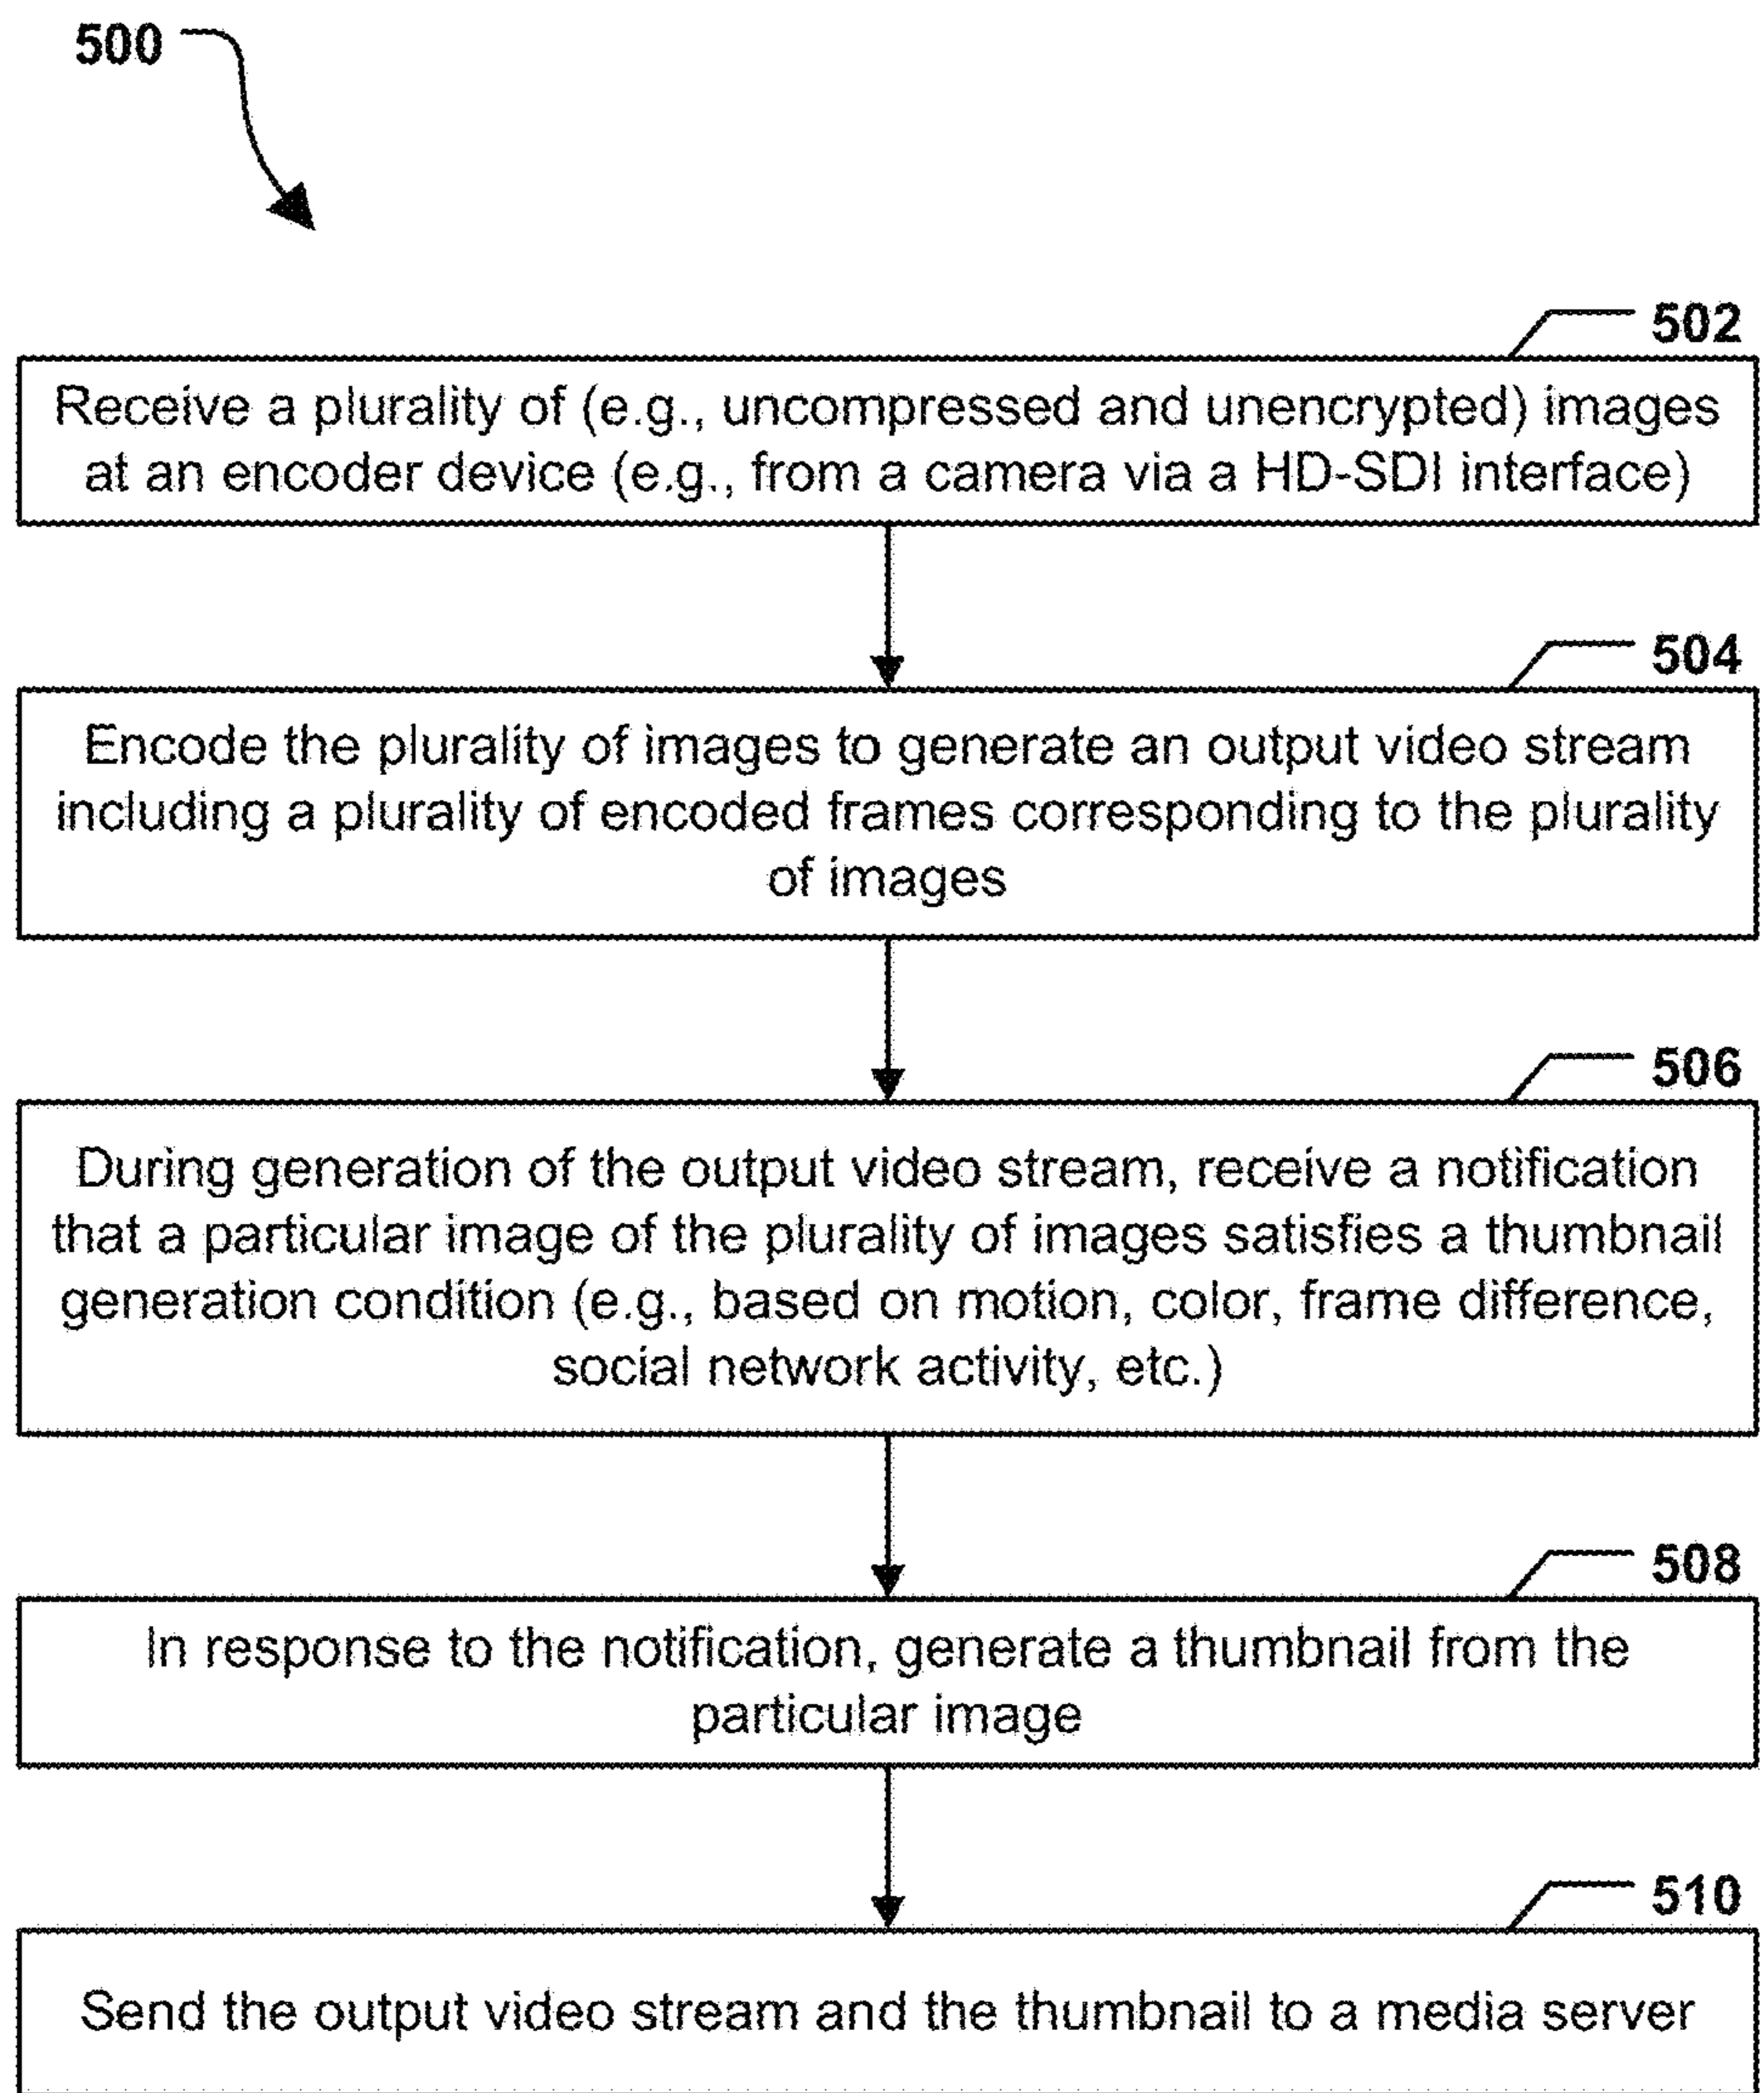 500
502
Receive a plurality of (e.g., uncompressed and unencrypted) images
at an encoder device (e.g., from a camera via a HD-SDI interface)
504
Encode the plurality of images to generate an output video stream
including a plurality of encoded frames corresponding to the plurality
of images
506
During generation of the output video stream, receive a notification
that a particular image of the plurality of images satisfies a thumbnail
generation condition (e.g., based on motion, color, frame difference,
social network activity, etc.)
508
In response to the notification, generate a thumbnail from the
particular image
510
Send the output video stream and the thumbnail to a media server